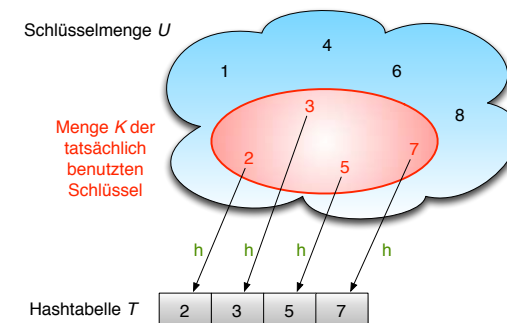 Schlüsselmenge U
4
1
6
3
8
Menge K der
tatsächlich
benutzten
Schlüssel
2
5
7
h
h
h
h
Hashtabelle T
2
3
5
7